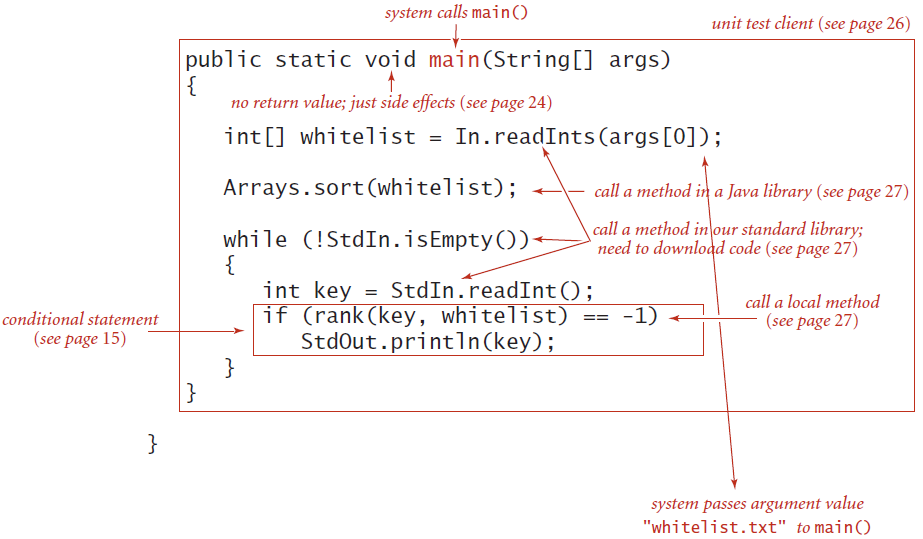 system calls main()
unit test client (see page 26)
public static void main(String[] args)
{
no return value; just side effects (see page 24)
int[] whitelist = In.readInts(args[0]);
Arrays.sort(whitelist);
call a method in a Java library (see page 27)
while (!StdIn.isEmpty())
call a method in our standard library;
need to download code (see page 27)
{
int key = StdIn.readInt();
if (rank(key, whitelist) == -1)
call a local method
(see page 27)
conditional statement
(see page 15)
StdOut.println(key);
}
}
}
system passes argument value
"whitelist.txt" to main()